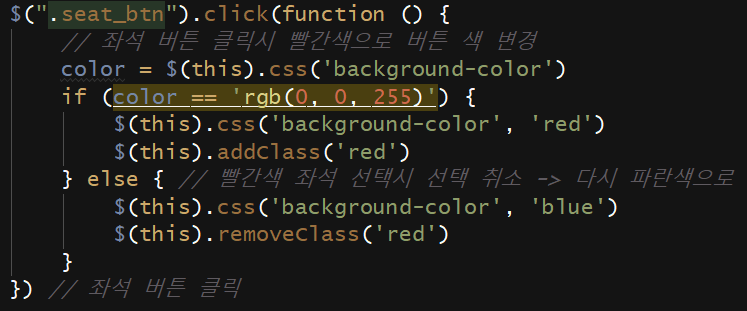 $(".seat_btn").click(function () {
    // 좌석 버튼 클릭시 빨간색으로 버튼 색 변경
    color = $(this).css('background-color')
    if (color == 'rgb(0, 0, 255)') {
        $(this).css('background-color', 'red')
        $(this).addClass('red')
    } else { // 빨간색 좌석 선택시 선택 취소 -> 다시 파란색으로
        $(this).css('background-color', 'blue')
        $(this).removeClass('red')
    }
}) // 좌석 버튼 클릭